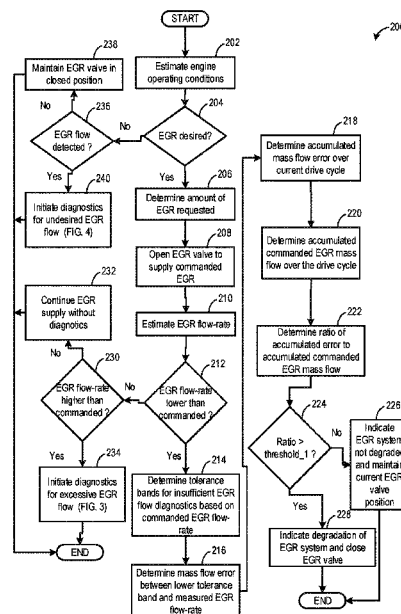 START
200
202
Estimate engine
operating conditions
204
EGR desired?
No
Yes
238
Maintain EGR valve in
closed position
236
EGR flow
detected ?
No
Yes
240
Initiate diagnostics
for undesired EGR
flow (FIG. 4)
206
Determine amount of
EGR requested
208
Open EGR valve to
supply commanded
EGR
210
Estimate EGR flow-rate
212
EGR flow-rate
lower than
commanded ?
No
Yes
232
Continue EGR
supply without
diagnotics
230
EGR flow-rate
higher than
commanded ?
No
Yes
234
Initiate diagnostics
for excessive EGR
flow (FIG. 3)
END
214
Determine tolerance
bands for insufficient EGR
flow diagnostics based on
commanded EGR flow-
rate
216
Determine mass flow error
between lower tolerance
band and measured EGR
flow-rate
218
Determine accumulated
mass flow error over
current drive cycle
220
Determine accumulated
commanded EGR mass
flow over the drive cycle
222
Determine ratio of
accumulated error to
accumulated commanded
EGR mass flow
224
Ratio >
threshold_1 ?
No
Yes
226
Indicate
EGR system
not degraded
and maintain
current EGR
valve
position
228
Indicate degradation of
EGR system and close
EGR valve
END